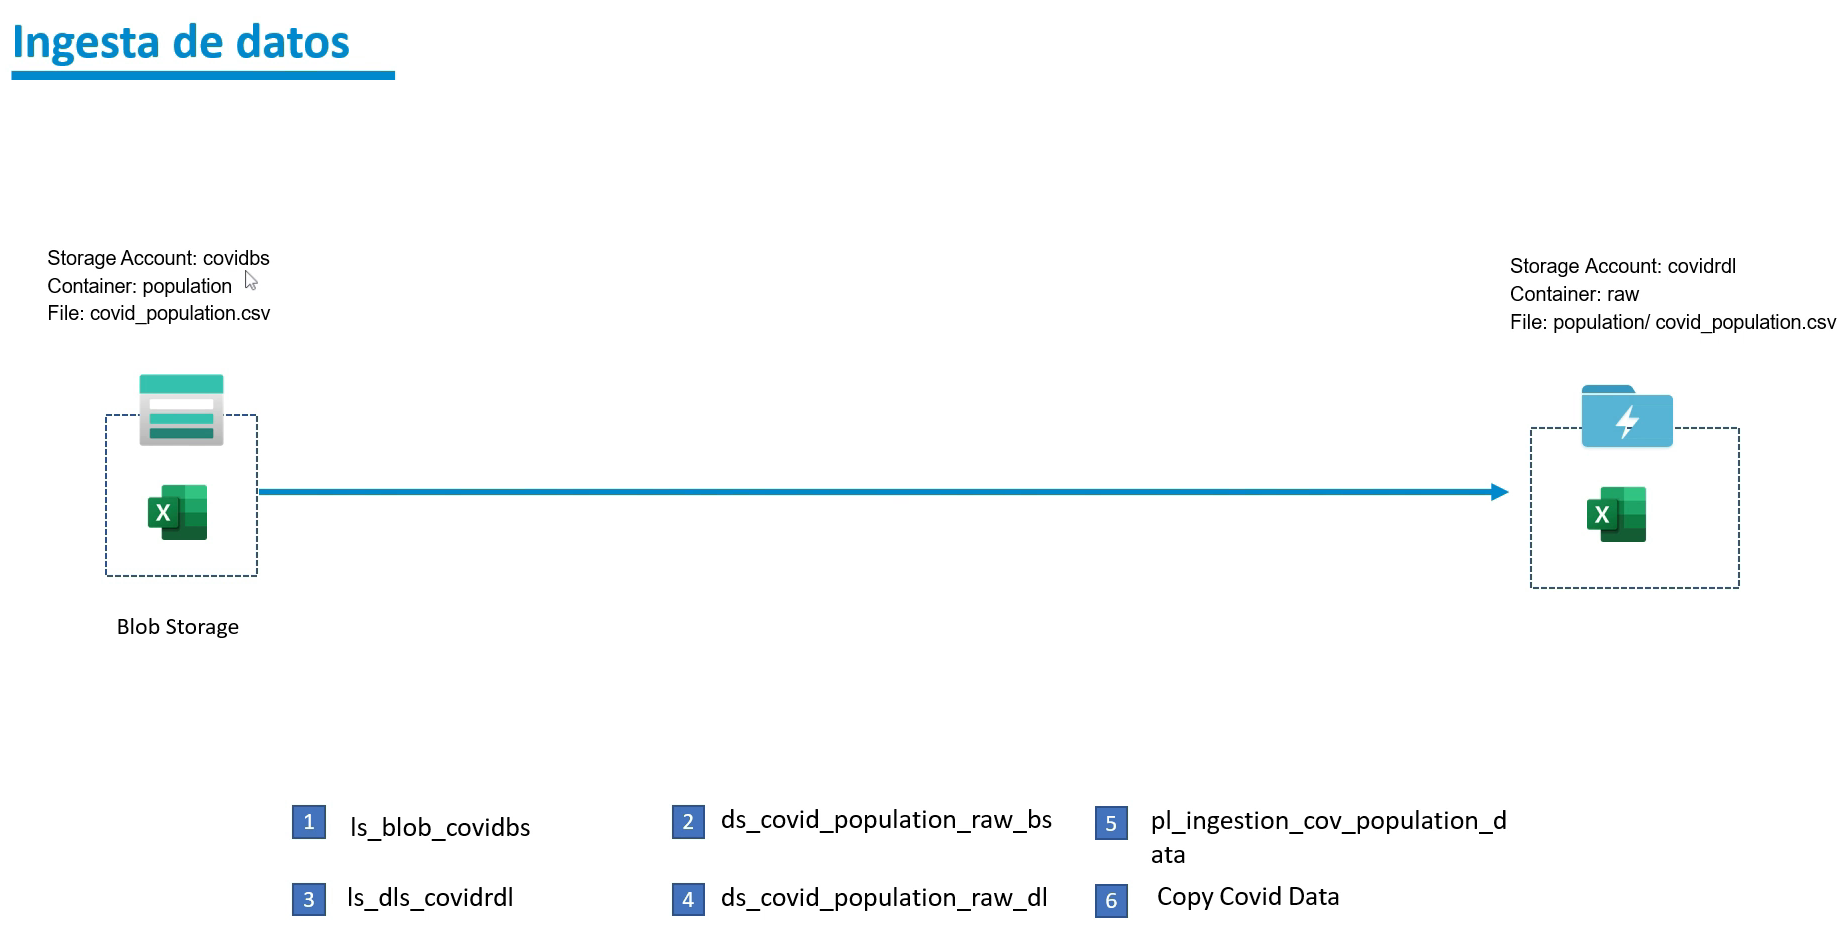 Ingesta de datos
Storage Account: covidbs
Container: population
File: covid_population.csv
Storage Account: covidrdl
Container: raw
File: population/ covid_population.csv
X
X
Blob Storage
1 ls_blob_covidbs
2 ds_covid_population_raw_bs
5 pl_ingestion_cov_population_d
ata
3 ls_dls_covidrdl
4 ds_covid_population_raw_dl
6 Copy Covid Data